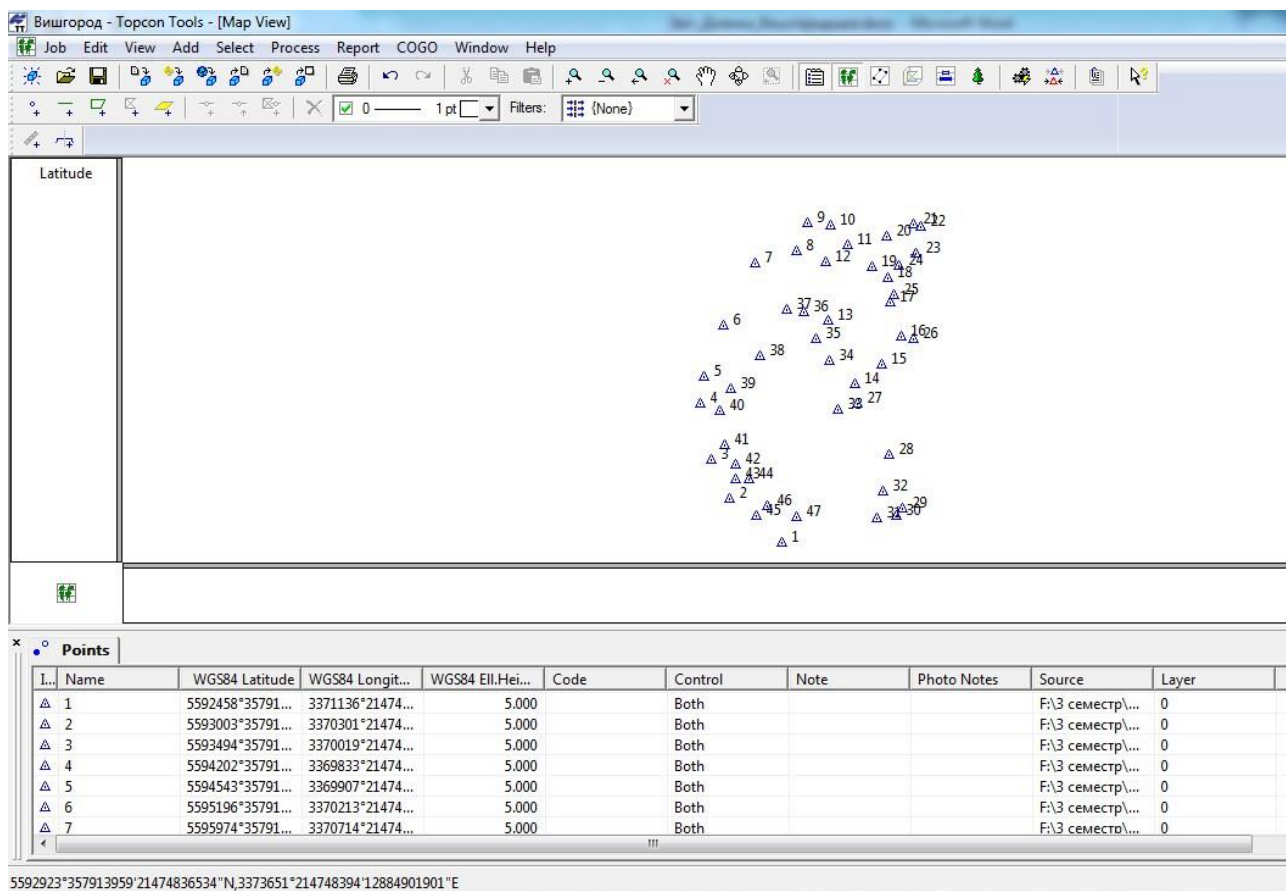 Вишгород - Topcon Tools - [Map View]
Job Edit View Add Select Process Report COGO Window Help
0 1 pt Filters: {None}
Latitude
9 10
21 22
20
11
8
23
7
12
19 24
18
25
17
37 36
13
6
35
16 26
38
34
15
5
14
39
4 40
33 27
41
28
3 42
43 44
32
2
46
45 47
29
31 30
1
Points
I... Name WGS84 Latitude WGS84 Longit... WGS84 Ell.Hei... Code Control Note Photo Notes Source Layer
1 5592458°35791... 3371136°21474... 5.000 Both F:\3 семестр\... 0
2 5593003°35791... 3370301°21474... 5.000 Both F:\3 семестр\... 0
3 5593494°35791... 3370019°21474... 5.000 Both F:\3 семестр\... 0
4 5594202°35791... 3369833°21474... 5.000 Both F:\3 семестр\... 0
5 5594543°35791... 3369907°21474... 5.000 Both F:\3 семестр\... 0
6 5595196°35791... 3370213°21474... 5.000 Both F:\3 семестр\... 0
7 5595974°35791... 3370714°21474... 5.000 Both F:\3 семестр\... 0
5592923°357913959'21474836534"N,3373651°214748394'12884901901"E